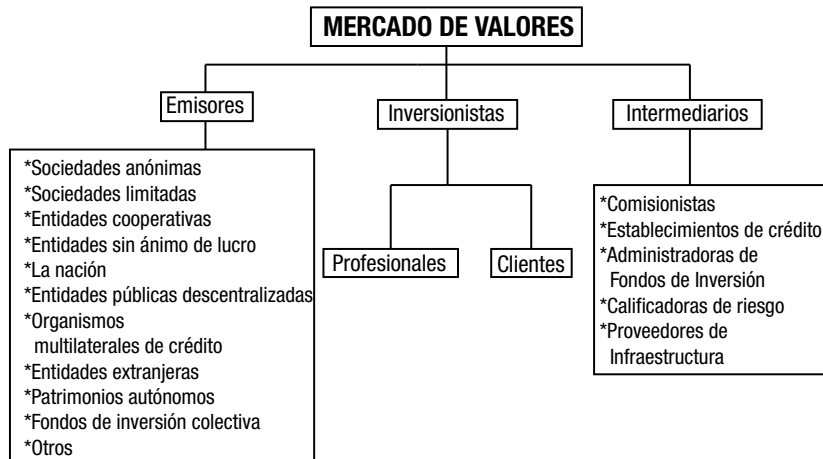 MERCADO DE VALORES
Emisores
*Sociedades anónimas
*Sociedades limitadas
*Entidades cooperativas
*Entidades sin ánimo de lucro
*La nación
*Entidades públicas descentralizadas
*Organismos
multilaterales de crédito
*Entidades extranjeras
*Patrimonios autónomos
*Fondos de inversión colectiva
*Otros
Inversionistas
Profesionales
Clientes
Intermediarios
*Comisionistas
*Establecimientos de crédito
*Administradoras de
Fondos de Inversión
*Calificadoras de riesgo
*Proveedores de
Infraestructura